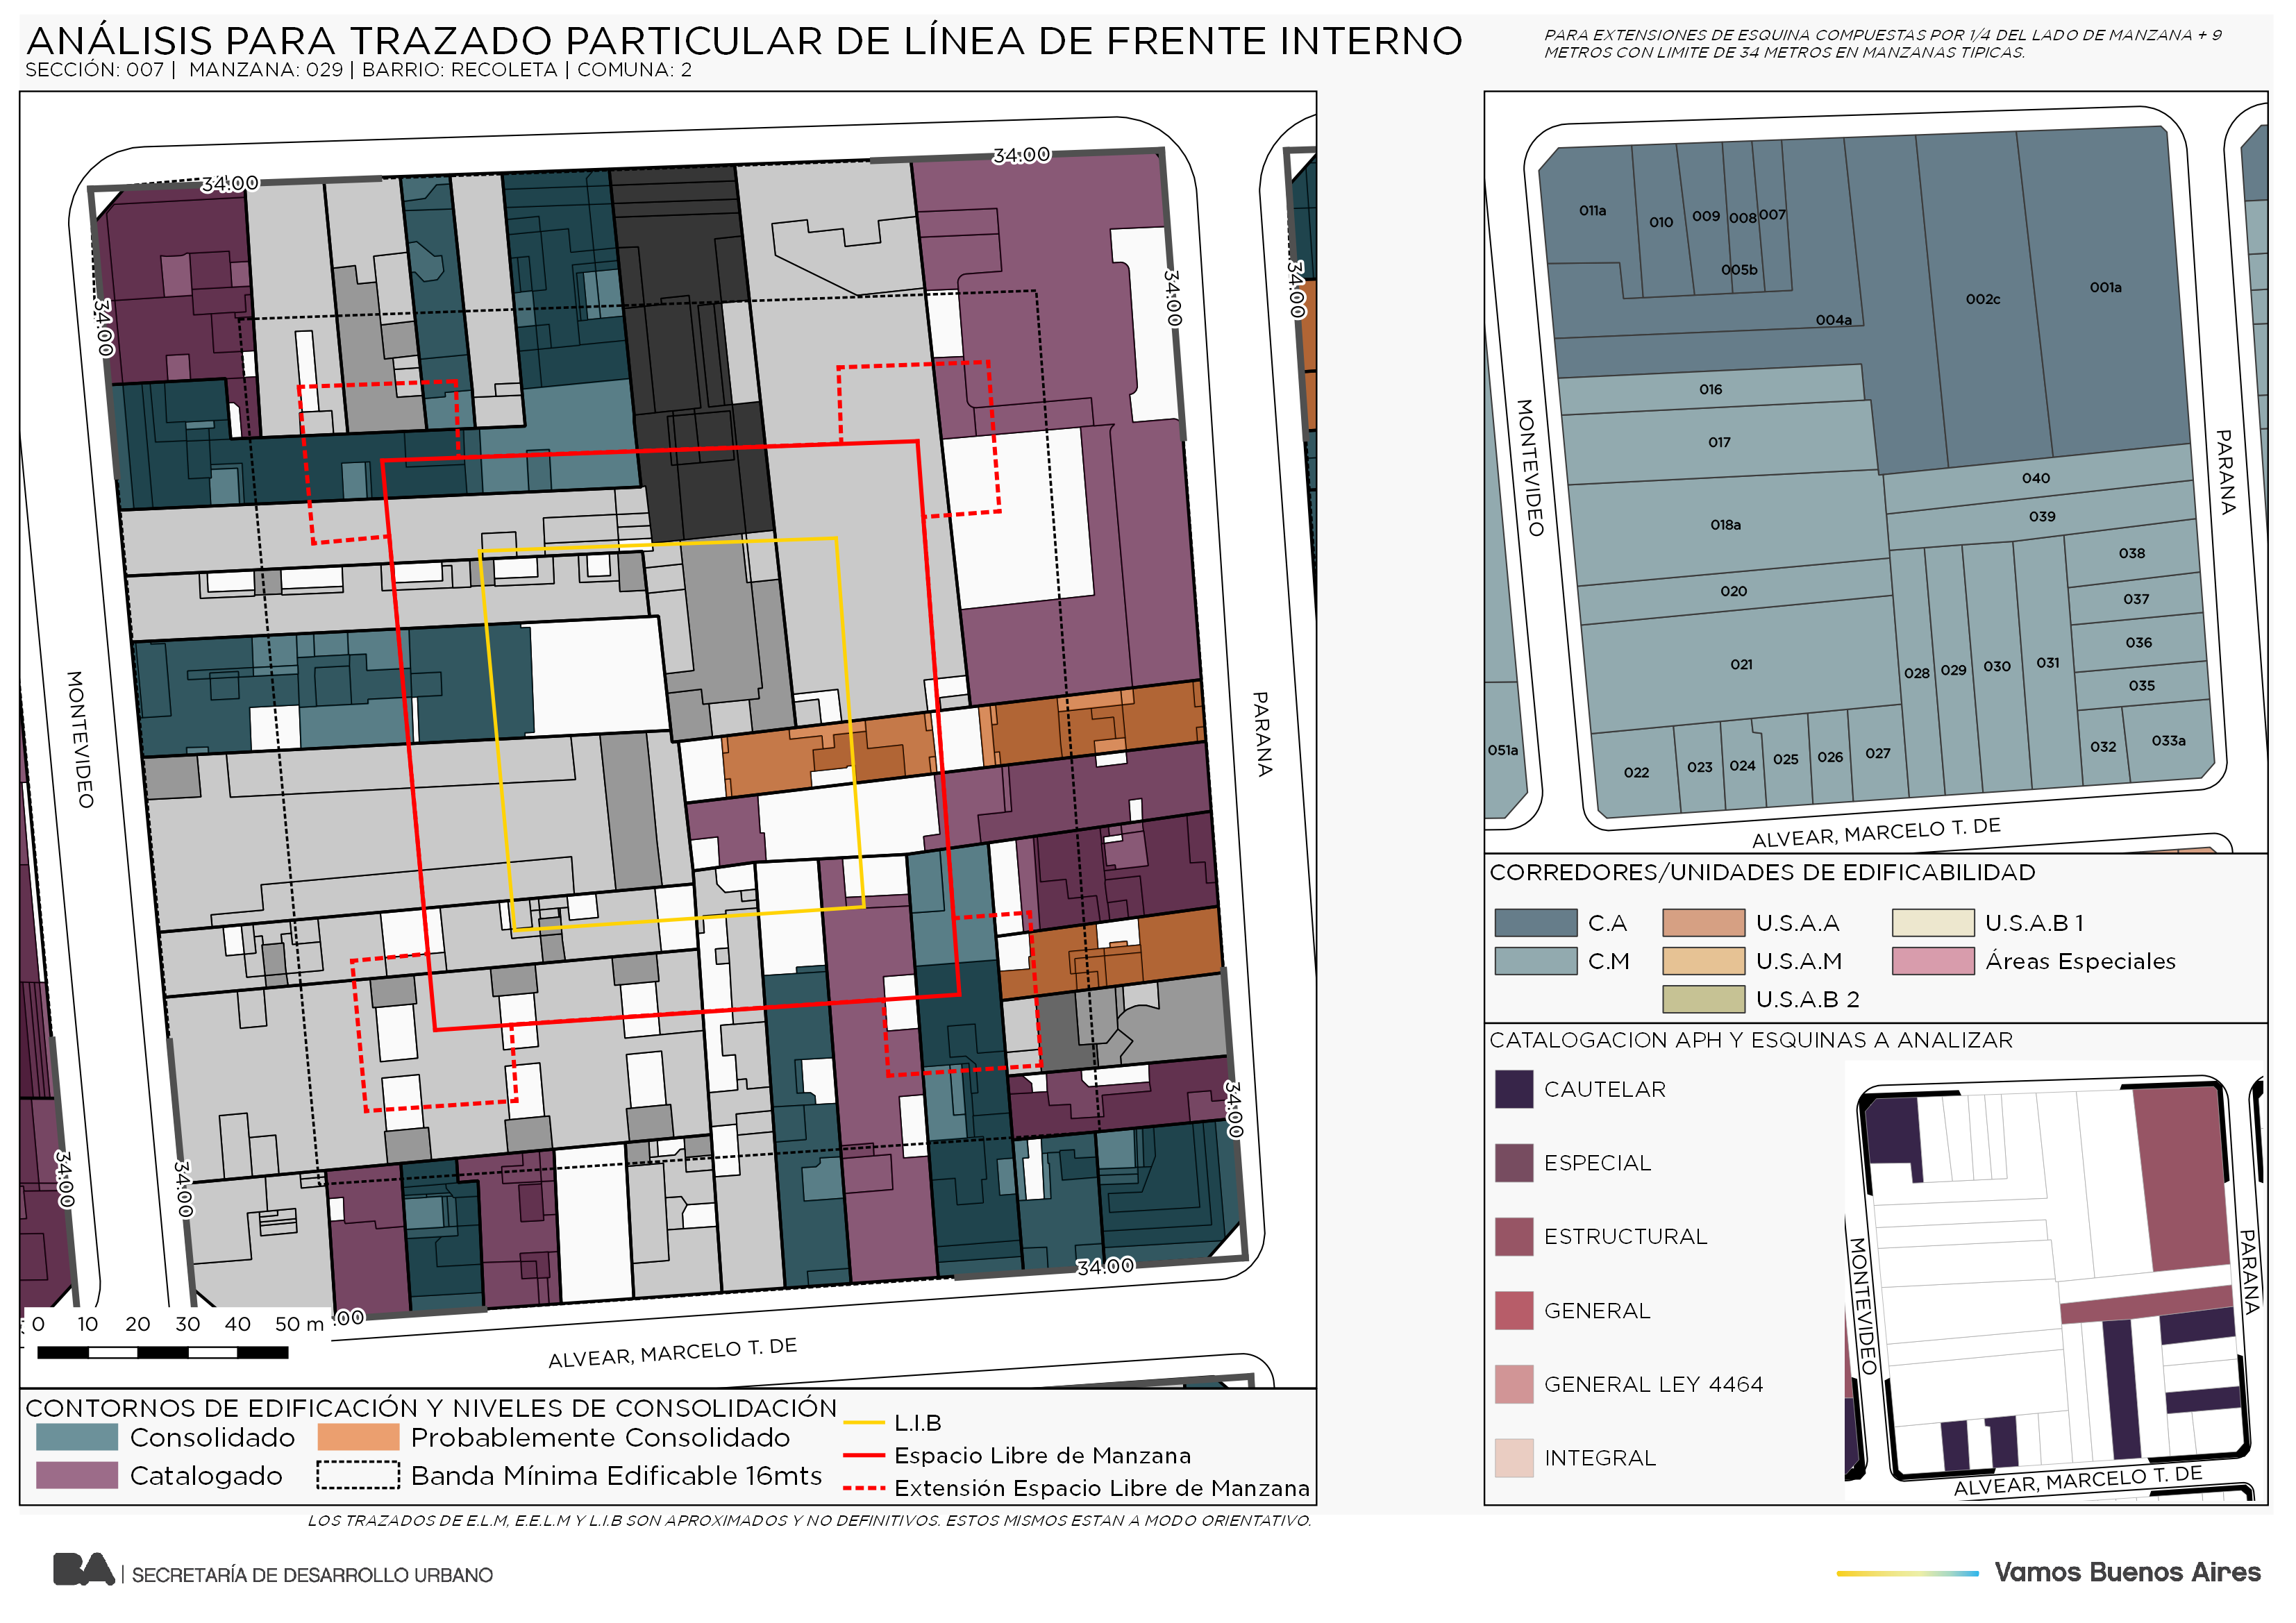 ANÁLISIS PARA TRAZADO PARTICULAR DE LÍNEA DE FRENTE INTERNO
SECCIÓN: 007 | MANZANA: 029 | BARRIO: RECOLETA | COMUNA: 2
PARA EXTENSIONES DE ESQUINA COMPUESTAS POR 1/4 DEL LADO DE MANZANA + 9
METROS CON LIMITE DE 34 METROS EN MANZANAS TIPICAS.
34.00
34.00
34.00
34.00
34.00
MONTEVIDEO
PARANA
34.00
34.00
34.00
34.00
.00
0 10 20 30 40 50 m
ALVEAR, MARCELO T. DE
CONTORNOS DE EDIFICACIÓN Y NIVELES DE CONSOLIDACIÓN
Consolidado
Probablemente Consolidado
Catalogado
Banda Mínima Edificable 16mts
L.I.B
Espacio Libre de Manzana
Extensión Espacio Libre de Manzana
LOS TRAZADOS DE E.L.M, E.E.L.M Y L.I.B SON APROXIMADOS Y NO DEFINITIVOS. ESTOS MISMOS ESTAN A MODO ORIENTATIVO.
011a
010
009
008
007
005b
004a
002c
001a
016
017
018a
020
021
040
039
038
037
036
035
028
029
030
031
032
033a
022
023
024
025
026
027
051a
MONTEVIDEO
PARANA
ALVEAR, MARCELO T. DE
CORREDORES/UNIDADES DE EDIFICABILIDAD
C.A
U.S.A.A
U.S.A.B 1
C.M
U.S.A.M
Áreas Especiales
U.S.A.B 2
CATALOGACION APH Y ESQUINAS A ANALIZAR
CAUTELAR
ESPECIAL
ESTRUCTURAL
GENERAL
GENERAL LEY 4464
INTEGRAL
MONTEVIDEO
PARANA
ALVEAR, MARCELO T. DE
BA | SECRETARÍA DE DESARROLLO URBANO
Vamos Buenos Aires